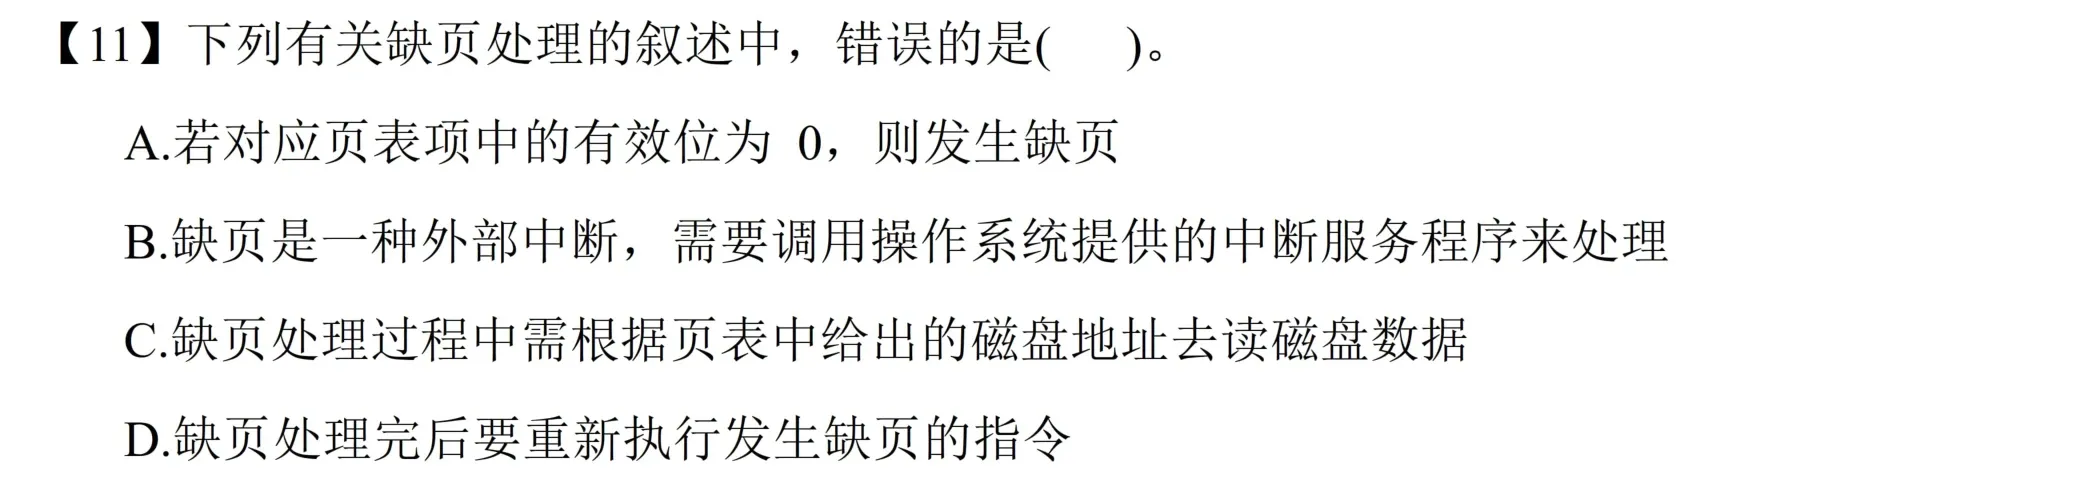 【11】下列有关缺页处理的叙述中，错误的是(　　)。
A.若对应页表项中的有效位为 0，则发生缺页
B.缺页是一种外部中断，需要调用操作系统提供的中断服务程序来处理
C.缺页处理过程中需根据页表中给出的磁盘地址去读磁盘数据
D.缺页处理完后要重新执行发生缺页的指令